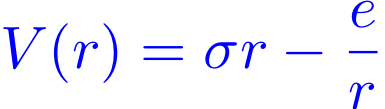 V(r) = σr − e/r